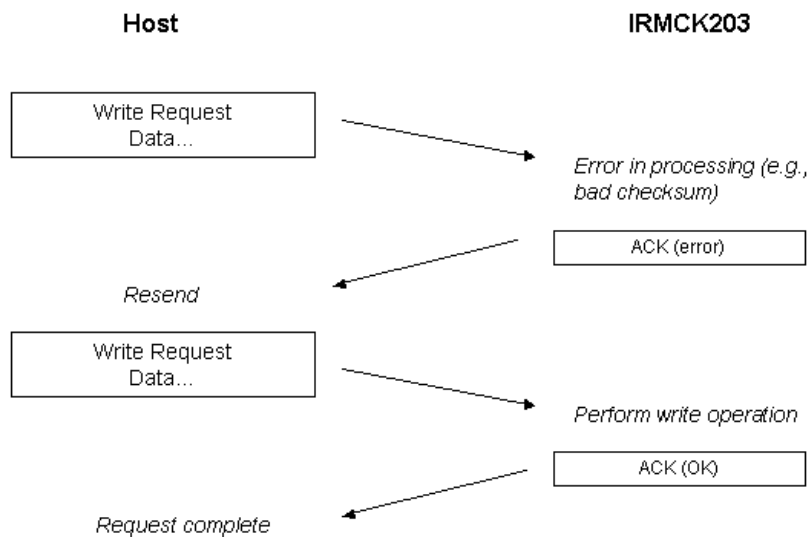 Host
IRMCK203
Write Request
Data...
Error in processing (e.g.,
bad checksum)
ACK (error)
Resend
Write Request
Data...
Perform write operation
ACK (OK)
Request complete